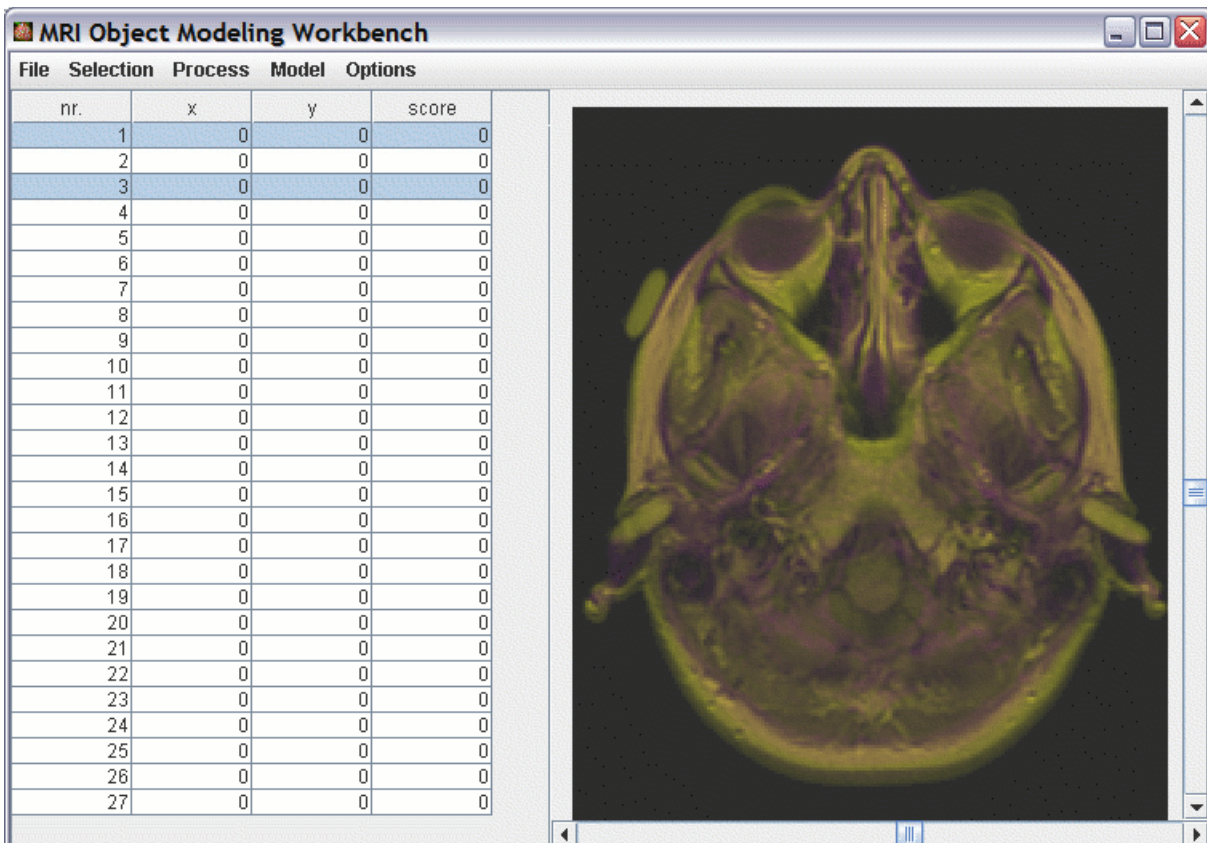 MRI Object Modeling Workbench
File Selection Process Model Options
nr. x y score
1 0 0 0
2 0 0 0
3 0 0 0
4 0 0 0
5 0 0 0
6 0 0 0
7 0 0 0
8 0 0 0
9 0 0 0
10 0 0 0
11 0 0 0
12 0 0 0
13 0 0 0
14 0 0 0
15 0 0 0
16 0 0 0
17 0 0 0
18 0 0 0
19 0 0 0
20 0 0 0
21 0 0 0
22 0 0 0
23 0 0 0
24 0 0 0
25 0 0 0
26 0 0 0
27 0 0 0